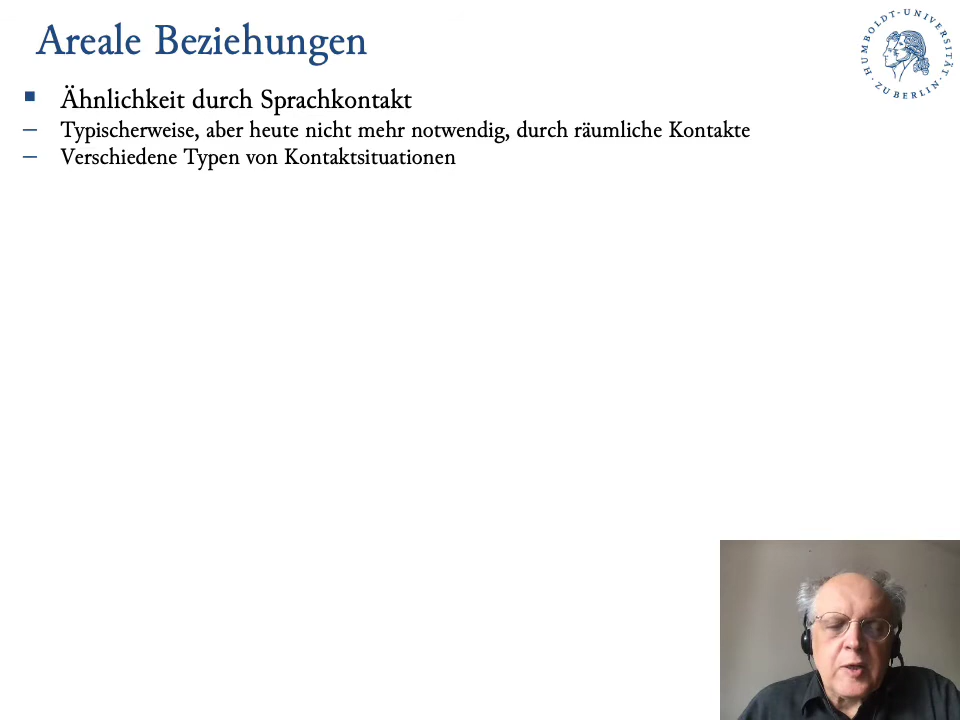 Areale Beziehungen
HUMBOLDT-UNIVERSITÄT
ZU BERLIN
Ähnlichkeit durch Sprachkontakt
– Typischerweise, aber heute nicht mehr notwendig, durch räumliche Kontakte
– Verschiedene Typen von Kontaktsituationen